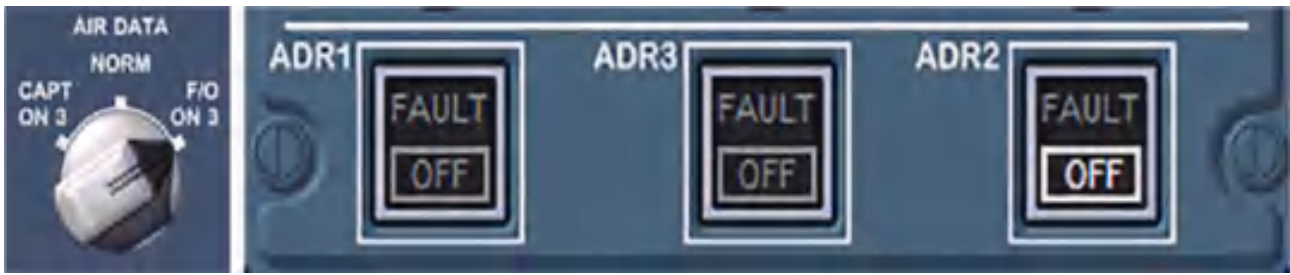 AIR DATA
NORM
CAPT
ON 3
F/O
ON 3
ADR1
FAULT
OFF
ADR3
FAULT
OFF
ADR2
FAULT
OFF